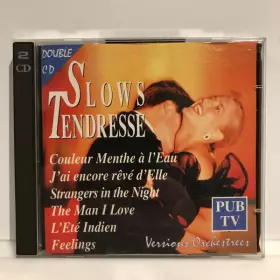 2
CD
DOUBLE
CD
SLOWS
TENDRESSE
Couleur Menthe à l'Eau
J'ai encore rêvé d'Elle
Strangers in the Night
The Man I Love
L'Eté Indien
Feelings
PUB
TV
Versions Orchestrées